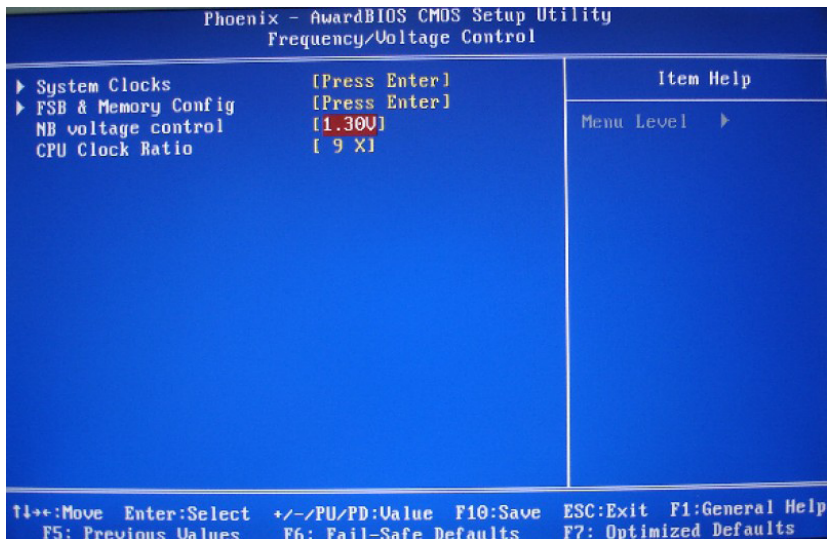 Phoenix - AwardBIOS CMOS Setup Utility
Frequency/Voltage Control
System Clocks [Press Enter]
FSB & Memory Config [Press Enter]
NB voltage control [1.30V]
CPU Clock Ratio [ 9 X]
Item Help
Menu Level
↑↓→←:Move Enter:Select +/-/PU/PD:Value F10:Save ESC:Exit F1:General Help
F5: Previous Values F6: Fail-Safe Defaults F7: Optimized Defaults